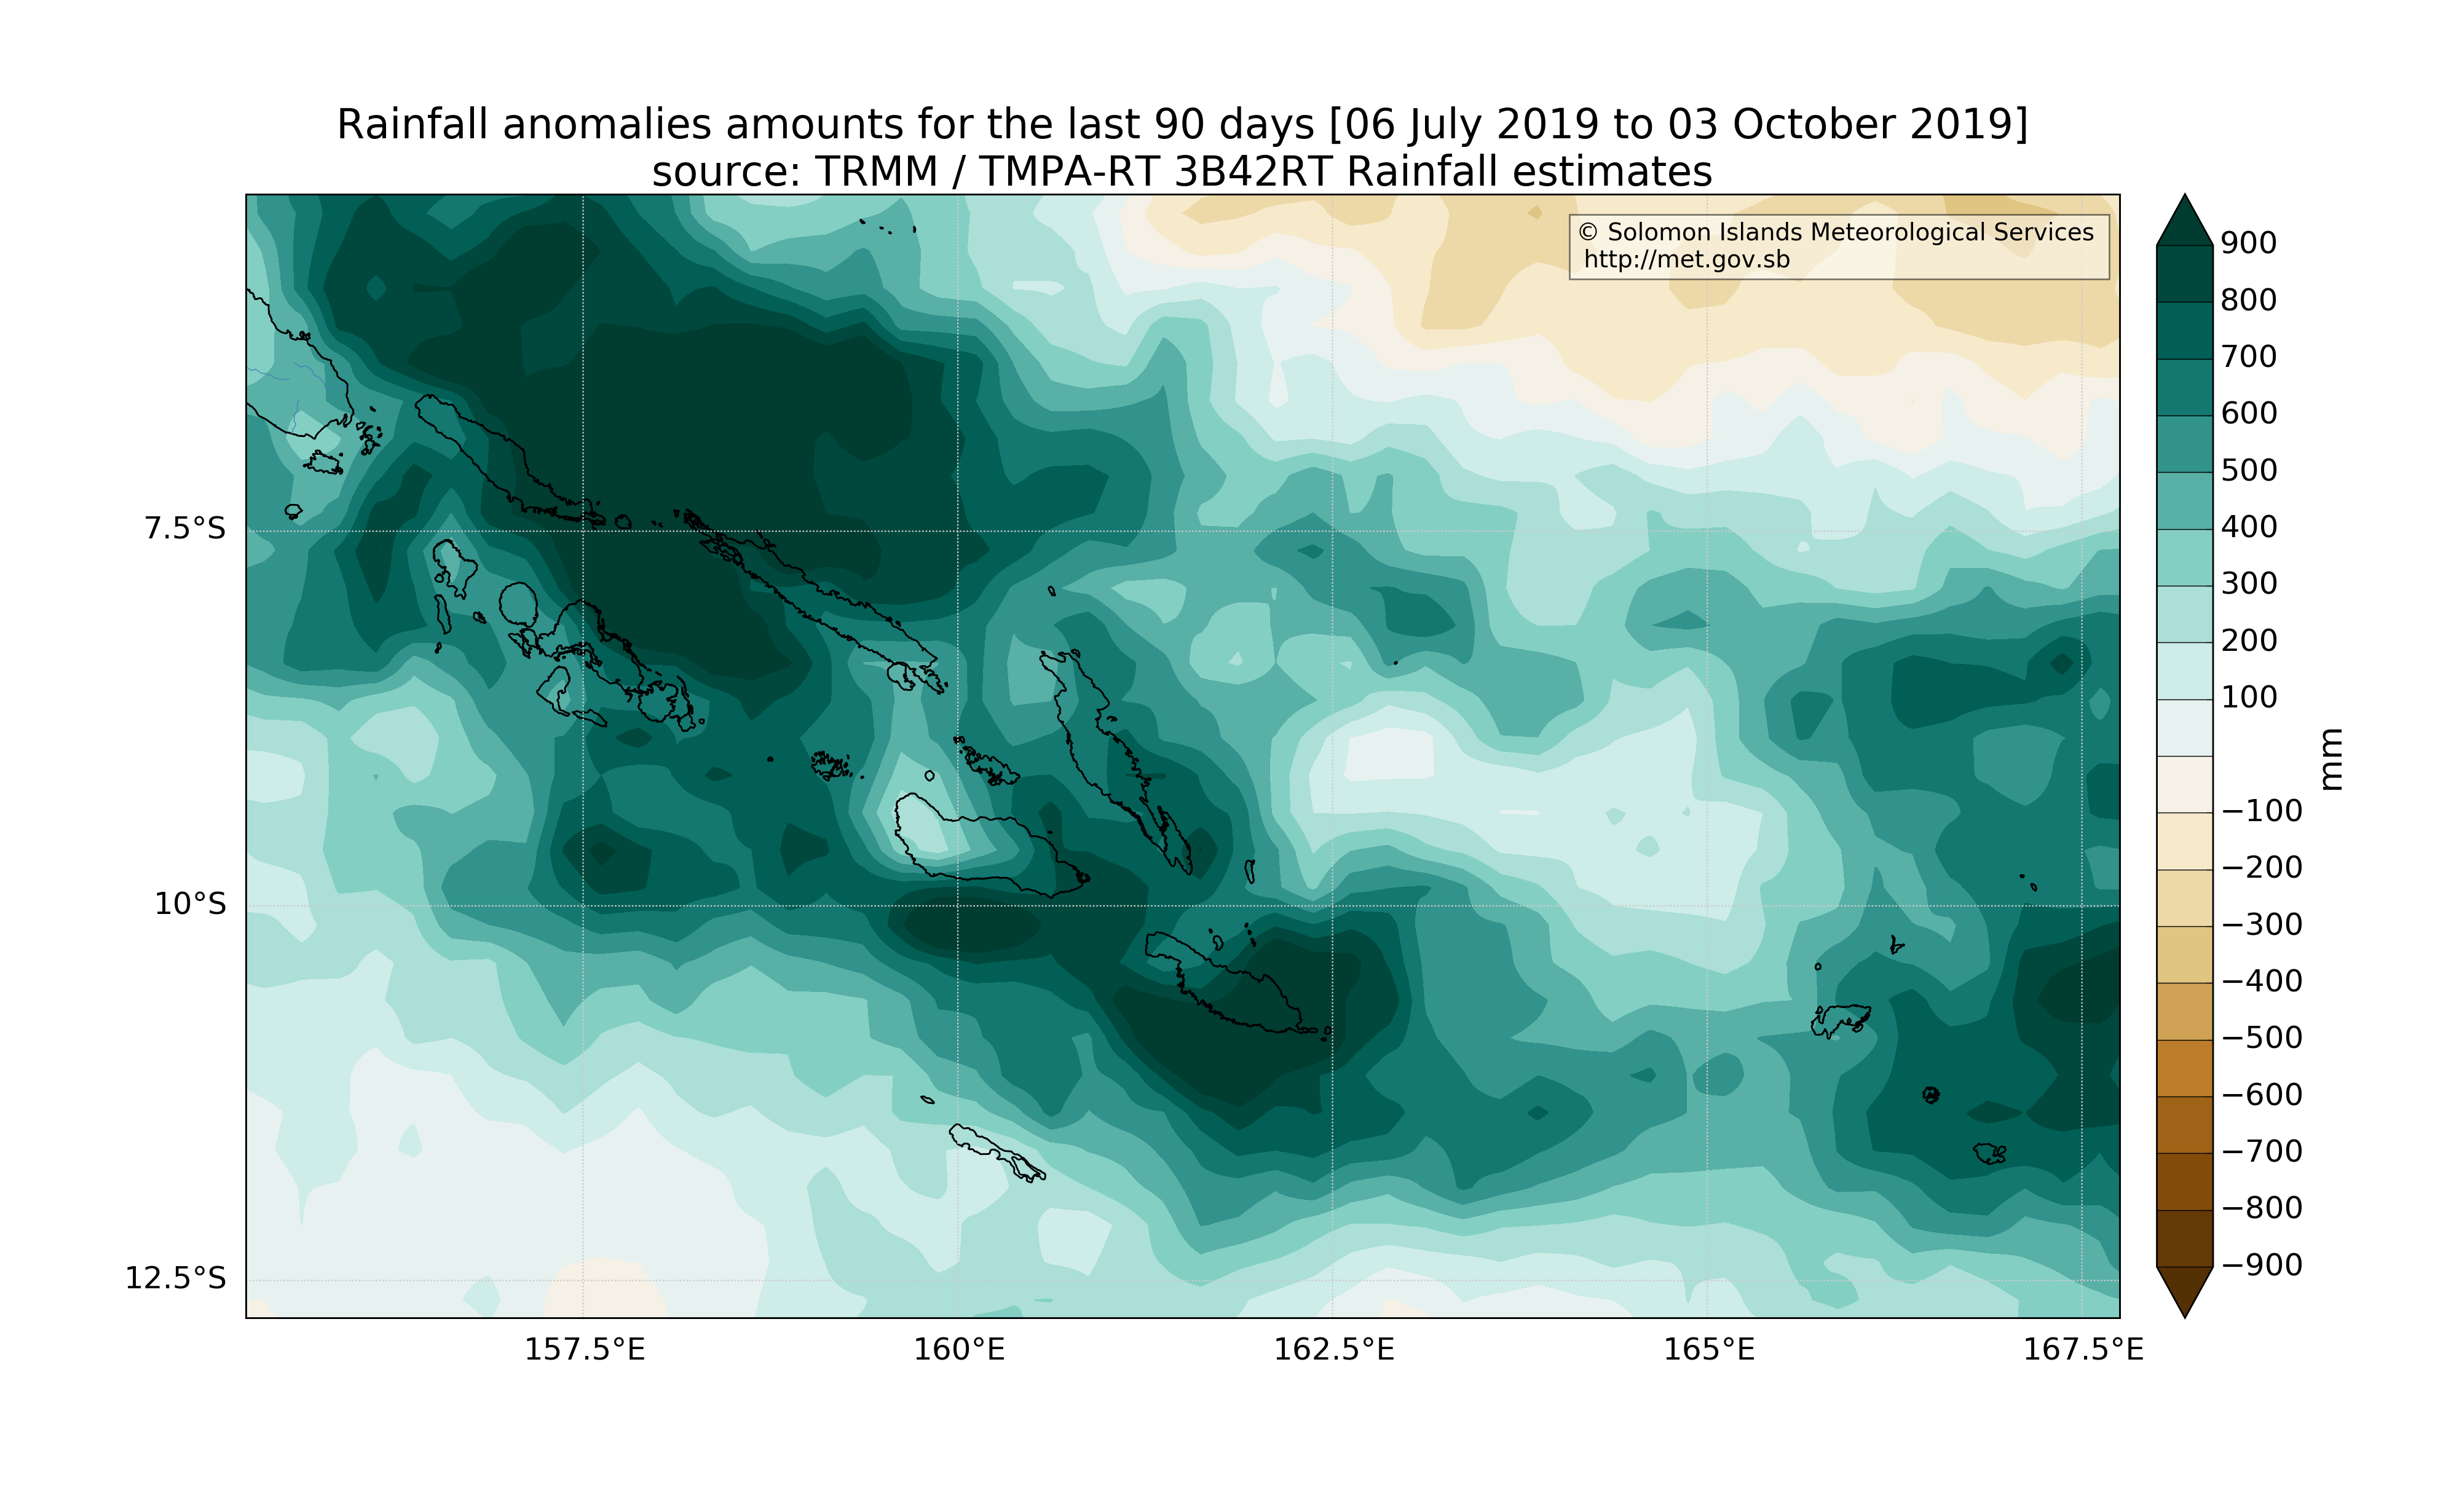 Rainfall anomalies amounts for the last 90 days [06 July 2019 to 03 October 2019]
source: TRMM / TMPA-RT 3B42RT Rainfall estimates
© Solomon Islands Meteorological Services
http://met.gov.sb
7.5°S
10°S
12.5°S
157.5°E
160°E
162.5°E
165°E
167.5°E
900
800
700
600
500
400
300
200
100
−100
−200
−300
−400
−500
−600
−700
−800
−900
mm